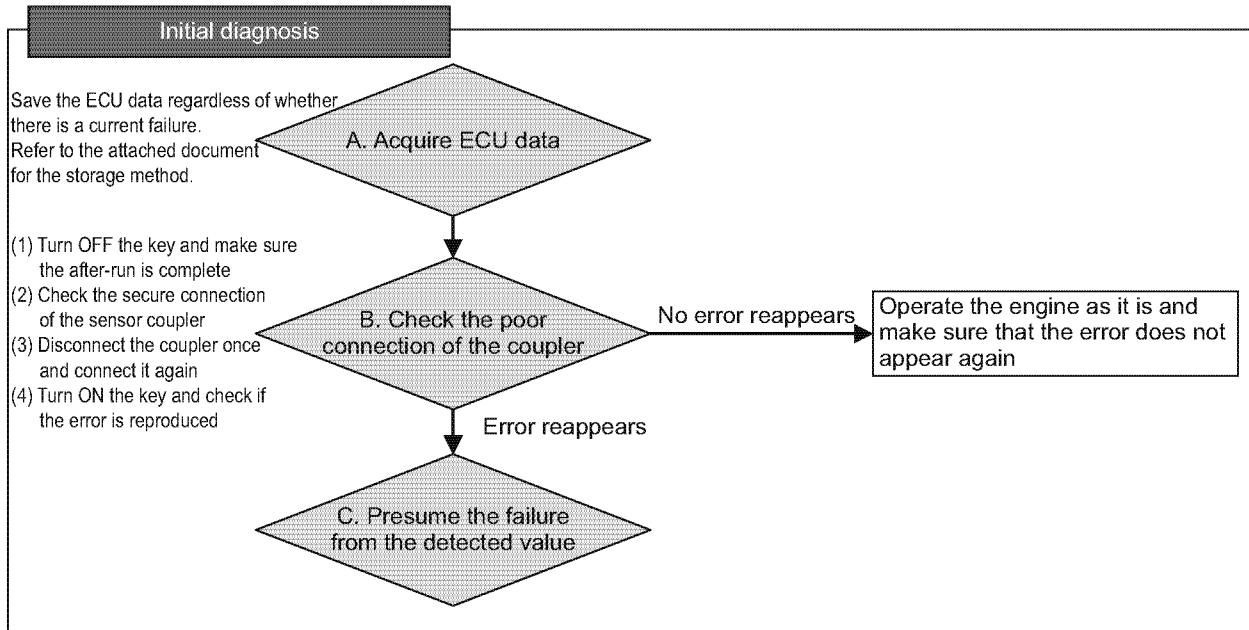 Initial diagnosis
Save the ECU data regardless of whether
there is a current failure.
Refer to the attached document
for the storage method.
A. Acquire ECU data
(1) Turn OFF the key and make sure
the after-run is complete
(2) Check the secure connection
of the sensor coupler
(3) Disconnect the coupler once
and connect it again
(4) Turn ON the key and check if
the error is reproduced
B. Check the poor
connection of the coupler
No error reappears
Operate the engine as it is and
make sure that the error does not
appear again
Error reappears
C. Presume the failure
from the detected value